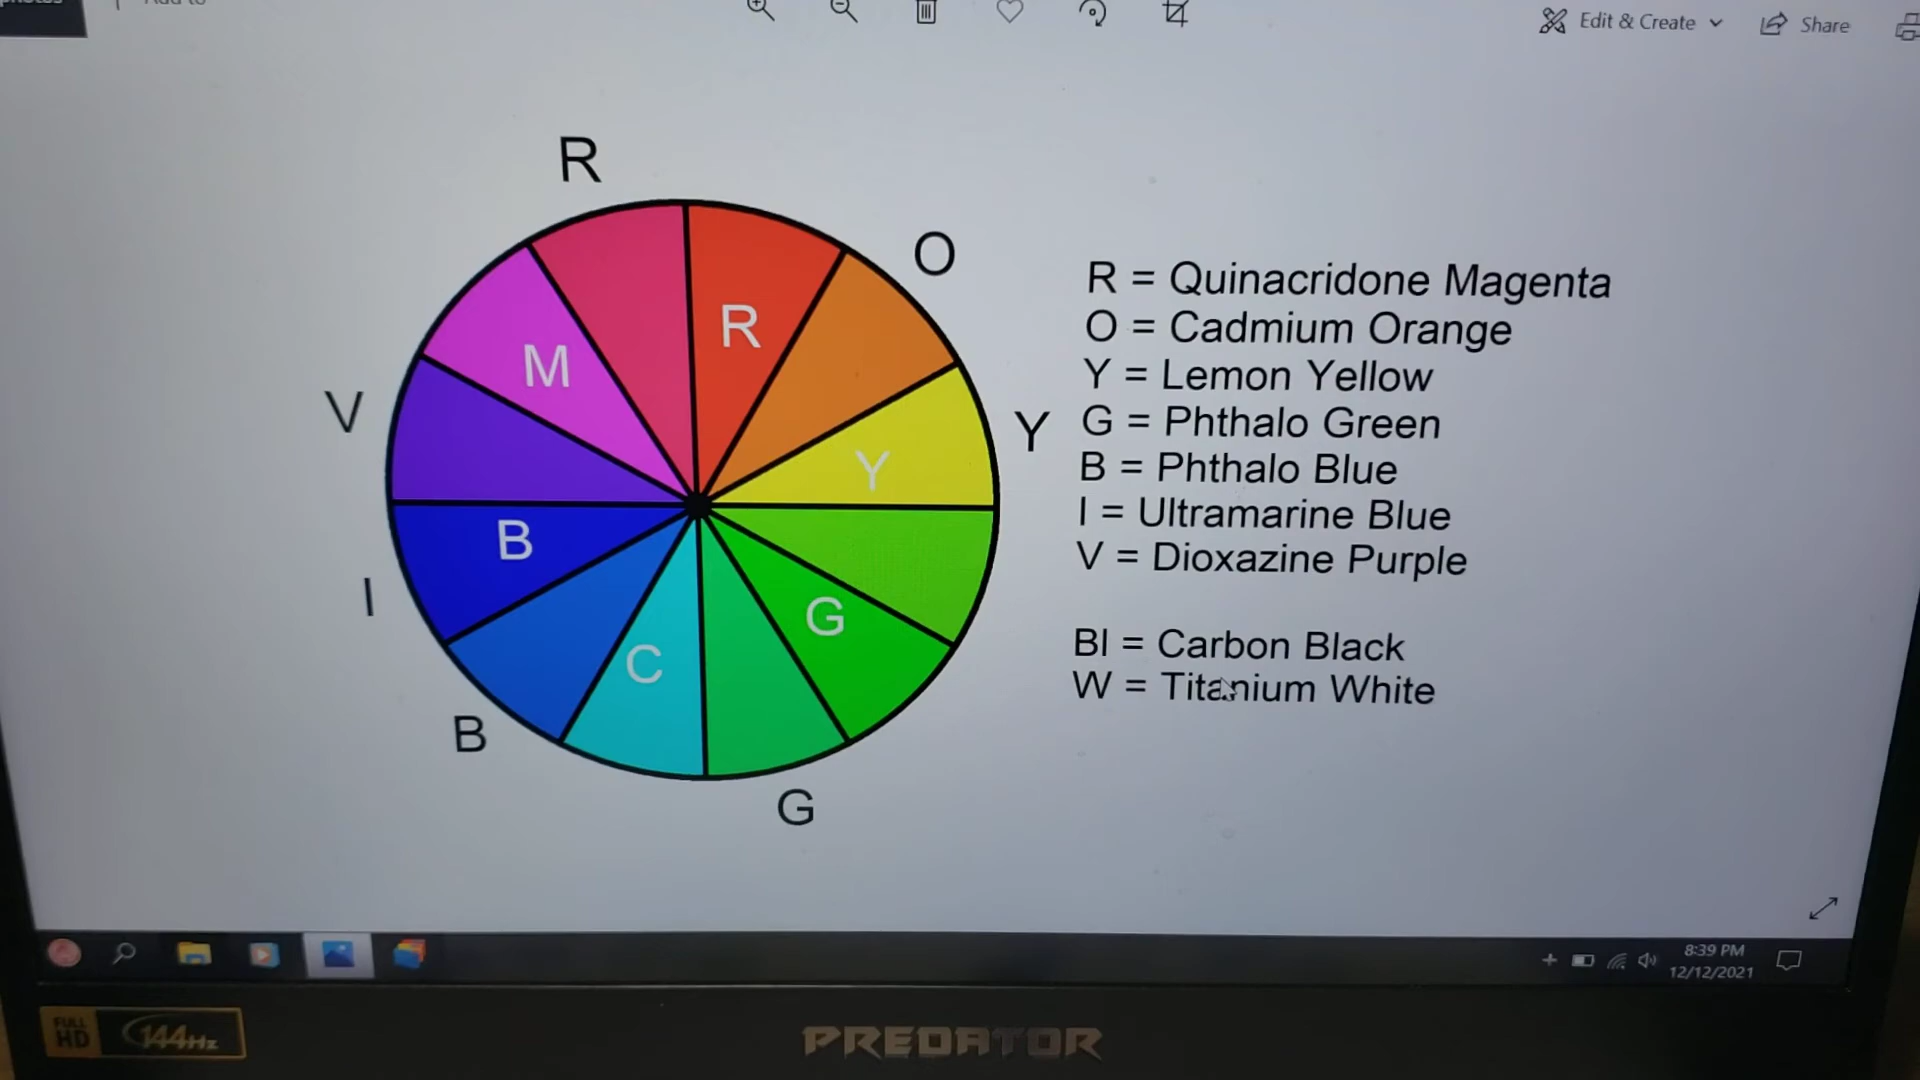 Edit & Create
Share
R
O
V
Y
I
B
G
R
M
Y
B
G
C
R = Quinacridone Magenta
O = Cadmium Orange
Y = Lemon Yellow
G = Phthalo Green
B = Phthalo Blue
I = Ultramarine Blue
V = Dioxazine Purple
Bl = Carbon Black
W = Titanium White
8:39 PM
12/12/2021
FULL HD
144Hz
PREDATOR